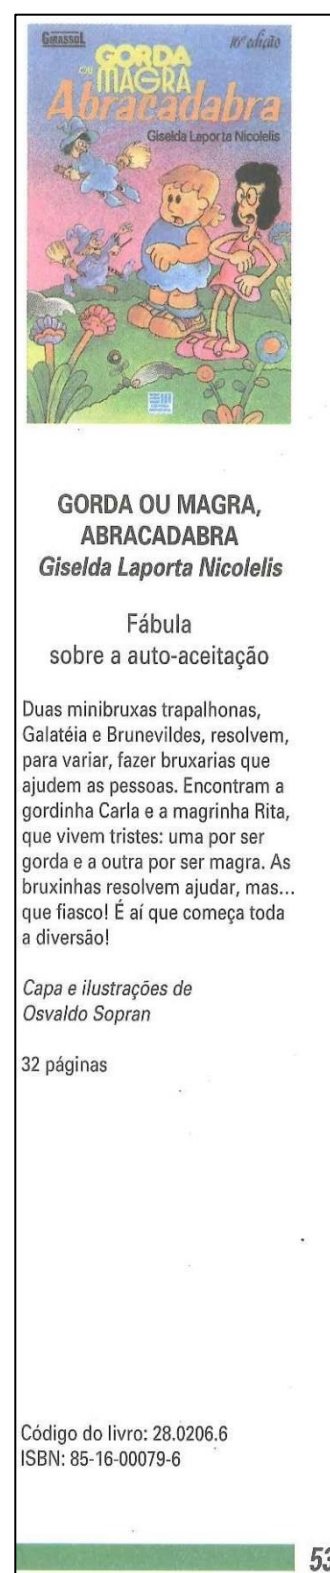 GIRASSOL
16ª edição
GORDA
OU MAGRA
Abracadabra
Giselda Laporta Nicolelis
GORDA OU MAGRA,
ABRACADABRA
Giselda Laporta Nicolelis
Fábula
sobre a auto-aceitação
Duas minibruxas trapalhonas,
Galatéia e Brunevildes, resolvem,
para variar, fazer bruxarias que
ajudem as pessoas. Encontram a
gordinha Carla e a magrinha Rita,
que vivem tristes: uma por ser
gorda e a outra por ser magra. As
bruxinhas resolvem ajudar, mas...
que fiasco! É aí que começa toda
a diversão!
Capa e ilustrações de
Osvaldo Sopran
32 páginas
Código do livro: 28.0206.6
ISBN: 85-16-00079-6
53